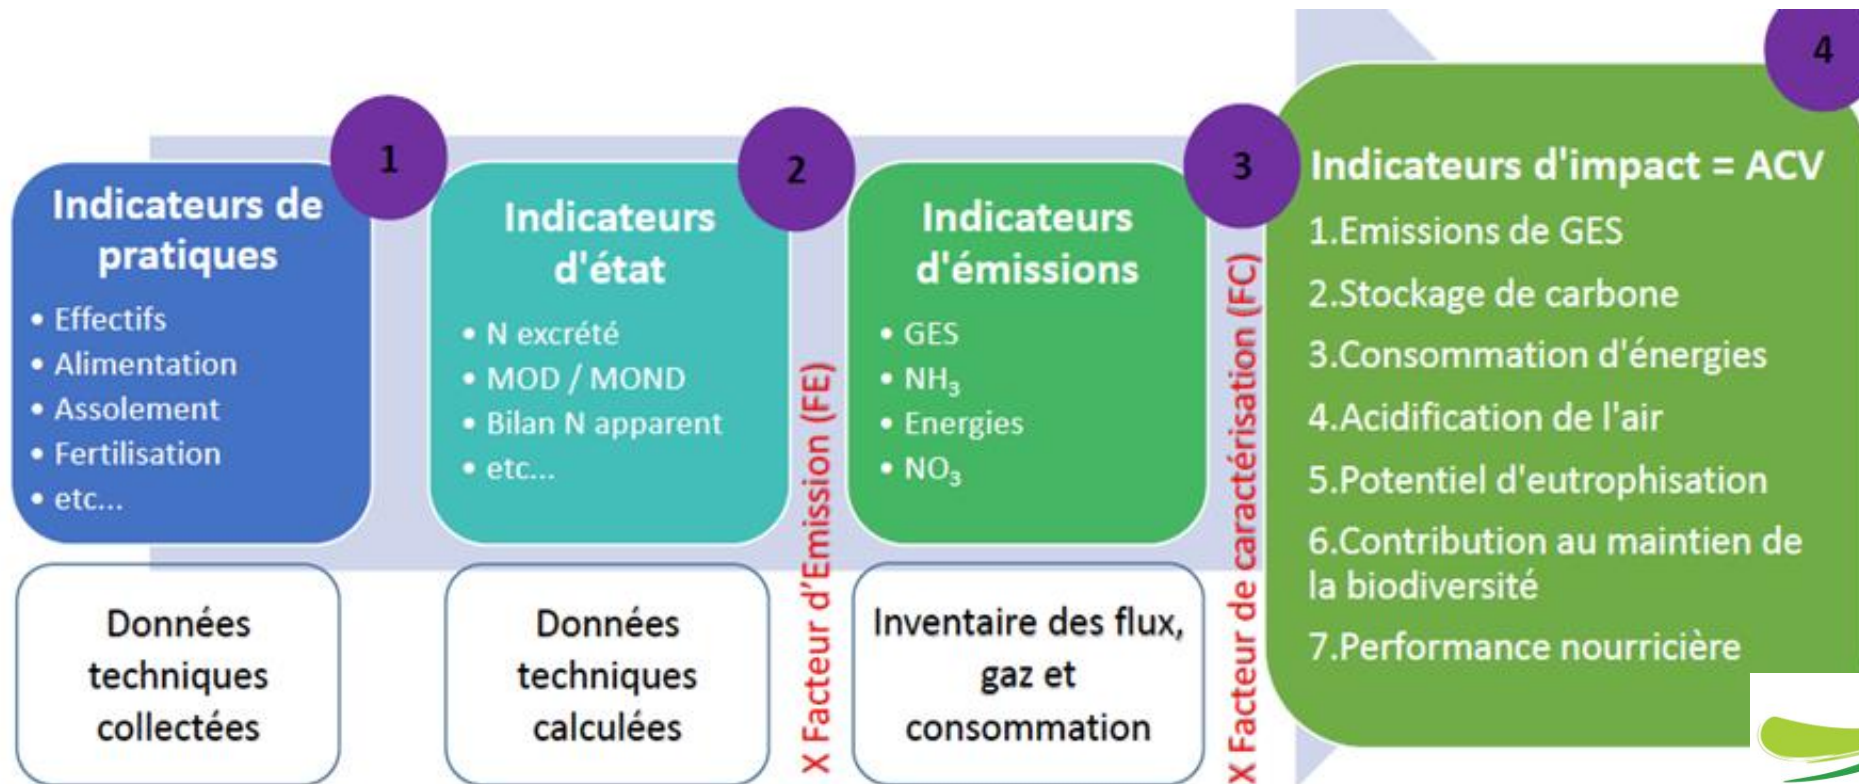 1
Indicateurs de
pratiques
• Effectifs
• Alimentation
• Assolement
• Fertilisation
• etc...
Données
techniques
collectées
2
Indicateurs
d'état
• N excrété
• MOD / MOND
• Bilan N apparent
• etc...
Données
techniques
calculées
X Facteur d'Emission (FE)
3
Indicateurs
d'émissions
• GES
• NH₃
• Energies
• NO₃
Inventaire des flux,
gaz et
consommation
X Facteur de caractérisation (FC)
4
Indicateurs d'impact = ACV
1.Emissions de GES
2.Stockage de carbone
3.Consommation d'énergies
4.Acidification de l'air
5.Potentiel d'eutrophisation
6.Contribution au maintien de
la biodiversité
7.Performance nourricière